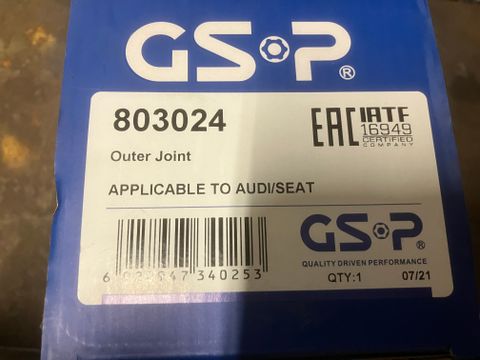 GSP®
803024
EAC
IATF
16949
CERTIFIED
COMPANY
Outer Joint
APPLICABLE TO AUDI/SEAT
GSP®
QUALITY DRIVEN PERFORMANCE
340253
QTY:1 07/21